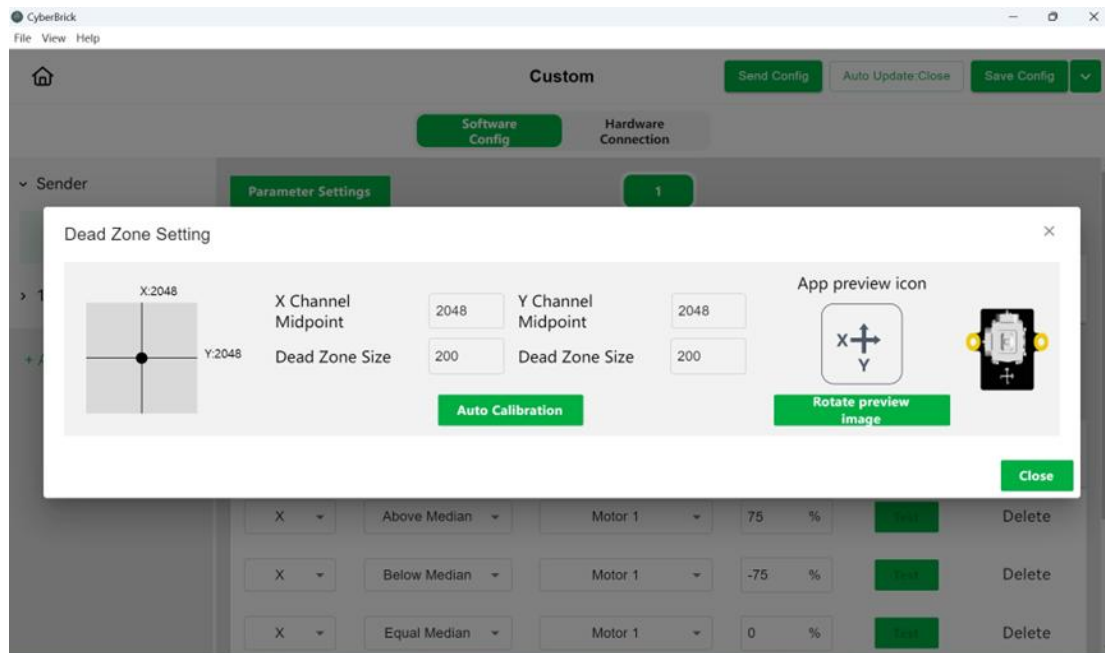 CyberBrick
File View Help
Custom
Send Config
Auto Update:Close
Save Config
Software
Config
Hardware
Connection
Sender
Parameter Settings
1
Dead Zone Setting
X:2048
Y:2048
X Channel
Midpoint
2048
Y Channel
Midpoint
2048
Dead Zone Size
200
Dead Zone Size
200
Auto Calibration
App preview icon
X
Y
Rotate preview
image
Close
X Above Median Motor 1 75 % Test Delete
X Below Median Motor 1 -75 % Test Delete
X Equal Median Motor 1 0 % Test Delete